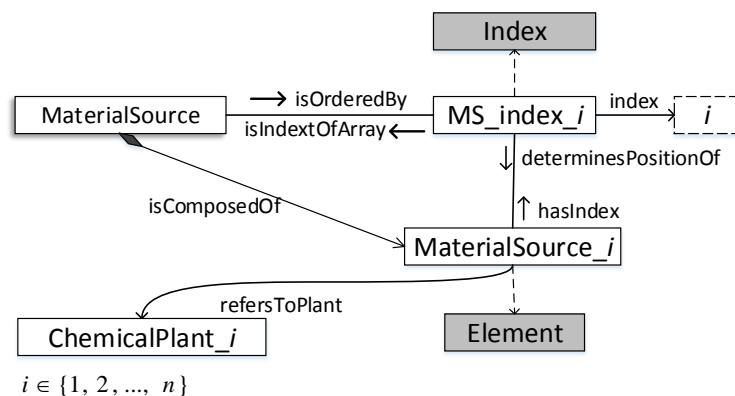 Index
MaterialSource
isOrderedBy
isIndextOfArray
MS_index_i
index
i
determinesPositionOf
isComposedOf
hasIndex
MaterialSource_i
refersToPlant
ChemicalPlant_i
Element
i ∈ {1, 2, ..., n}